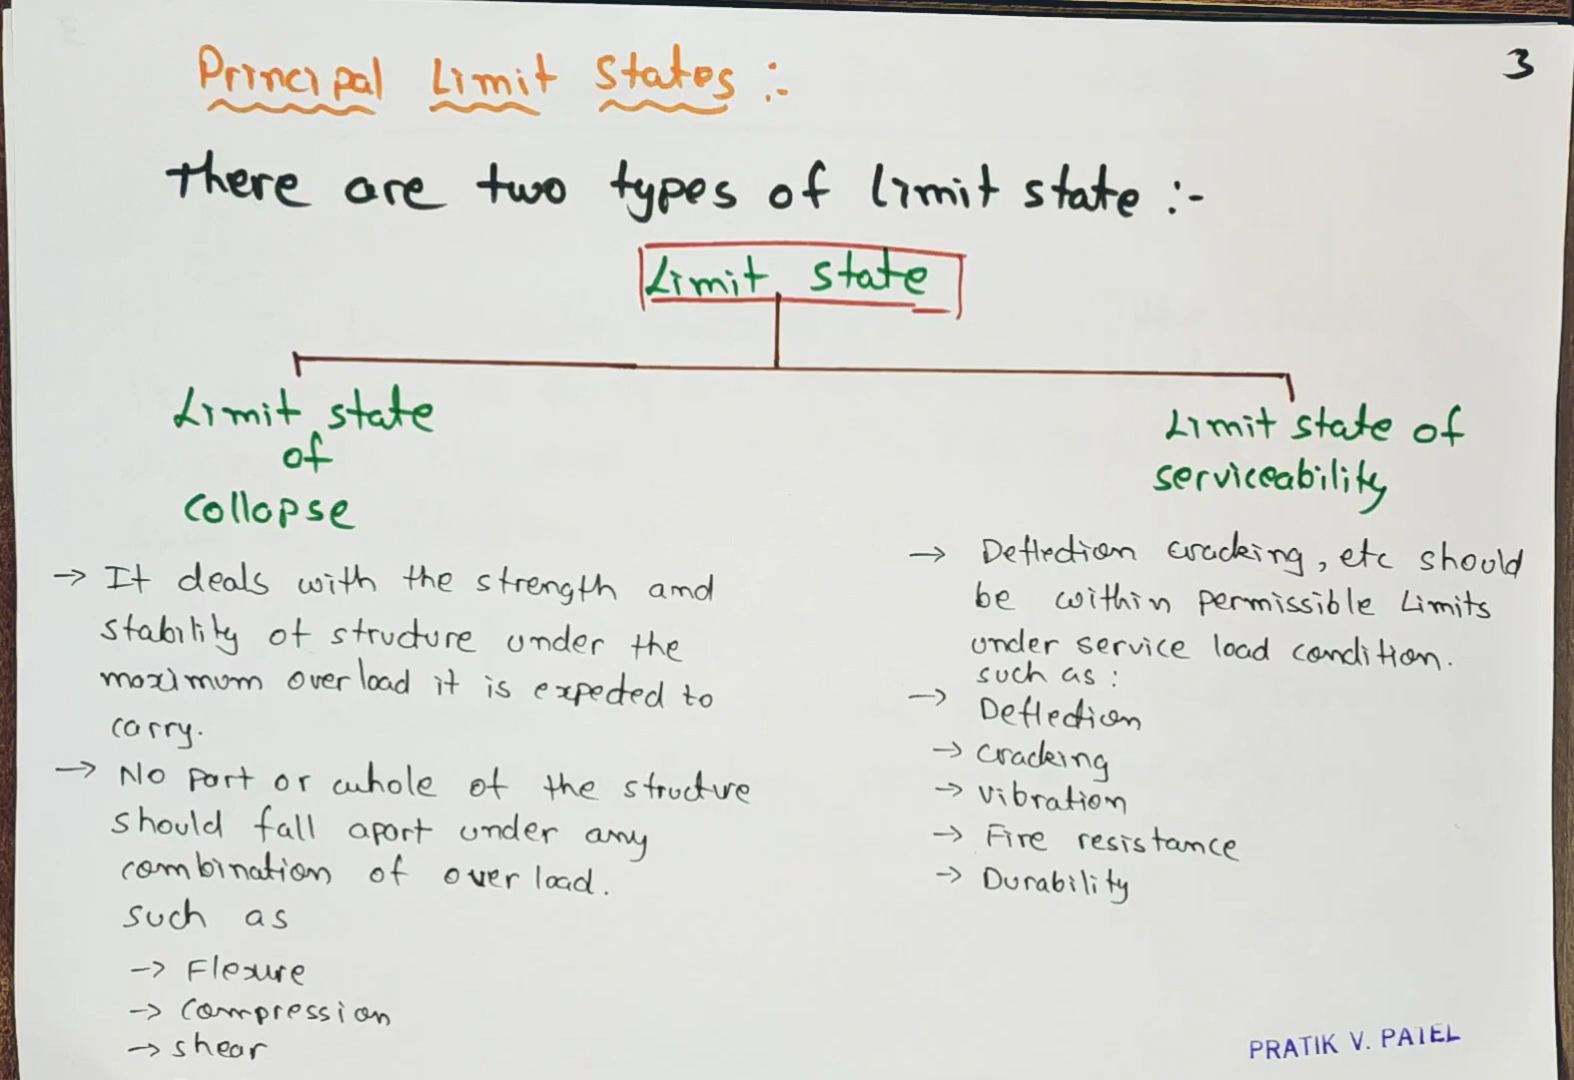 3
Principal Limit States :-
There are two types of limit state :-
Limit state
Limit state
of
collapse
→ It deals with the strength and
stability of structure under the
maximum over load it is expected to
carry.
→ No part or whole of the structure
should fall apart under any
combination of over load.
such as
→ Flexure
→ Compression
→ shear
Limit state of
serviceability
→ Deflection cracking, etc should
be within permissible Limits
under service load condition.
such as :
→ Deflection
→ cracking
→ vibration
→ Fire resistance
→ Durability
PRATIK V. PATEL